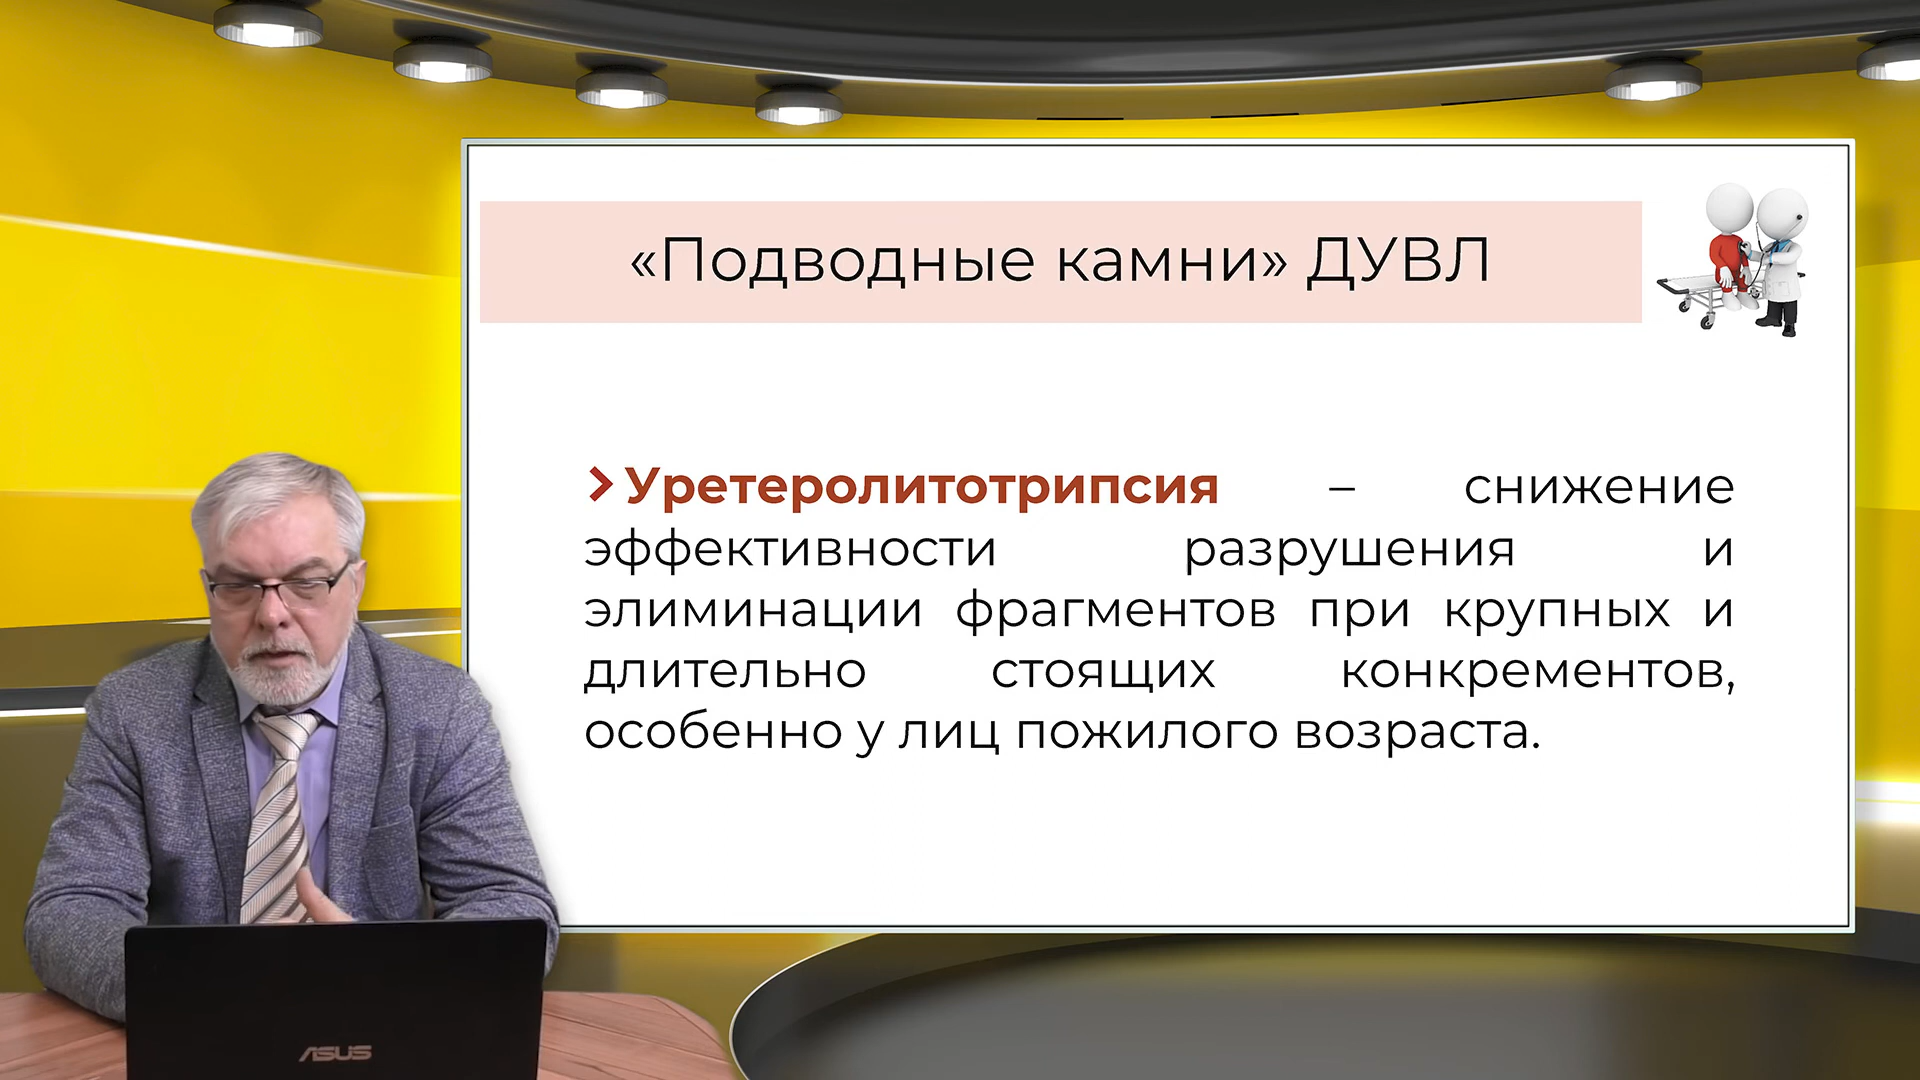 «Подводные камни» ДУВЛ
Уретеролитотрипсия – снижение
эффективности разрушения и
элиминации фрагментов при крупных и
длительно стоящих конкрементов,
особенно у лиц пожилого возраста.
ASUS